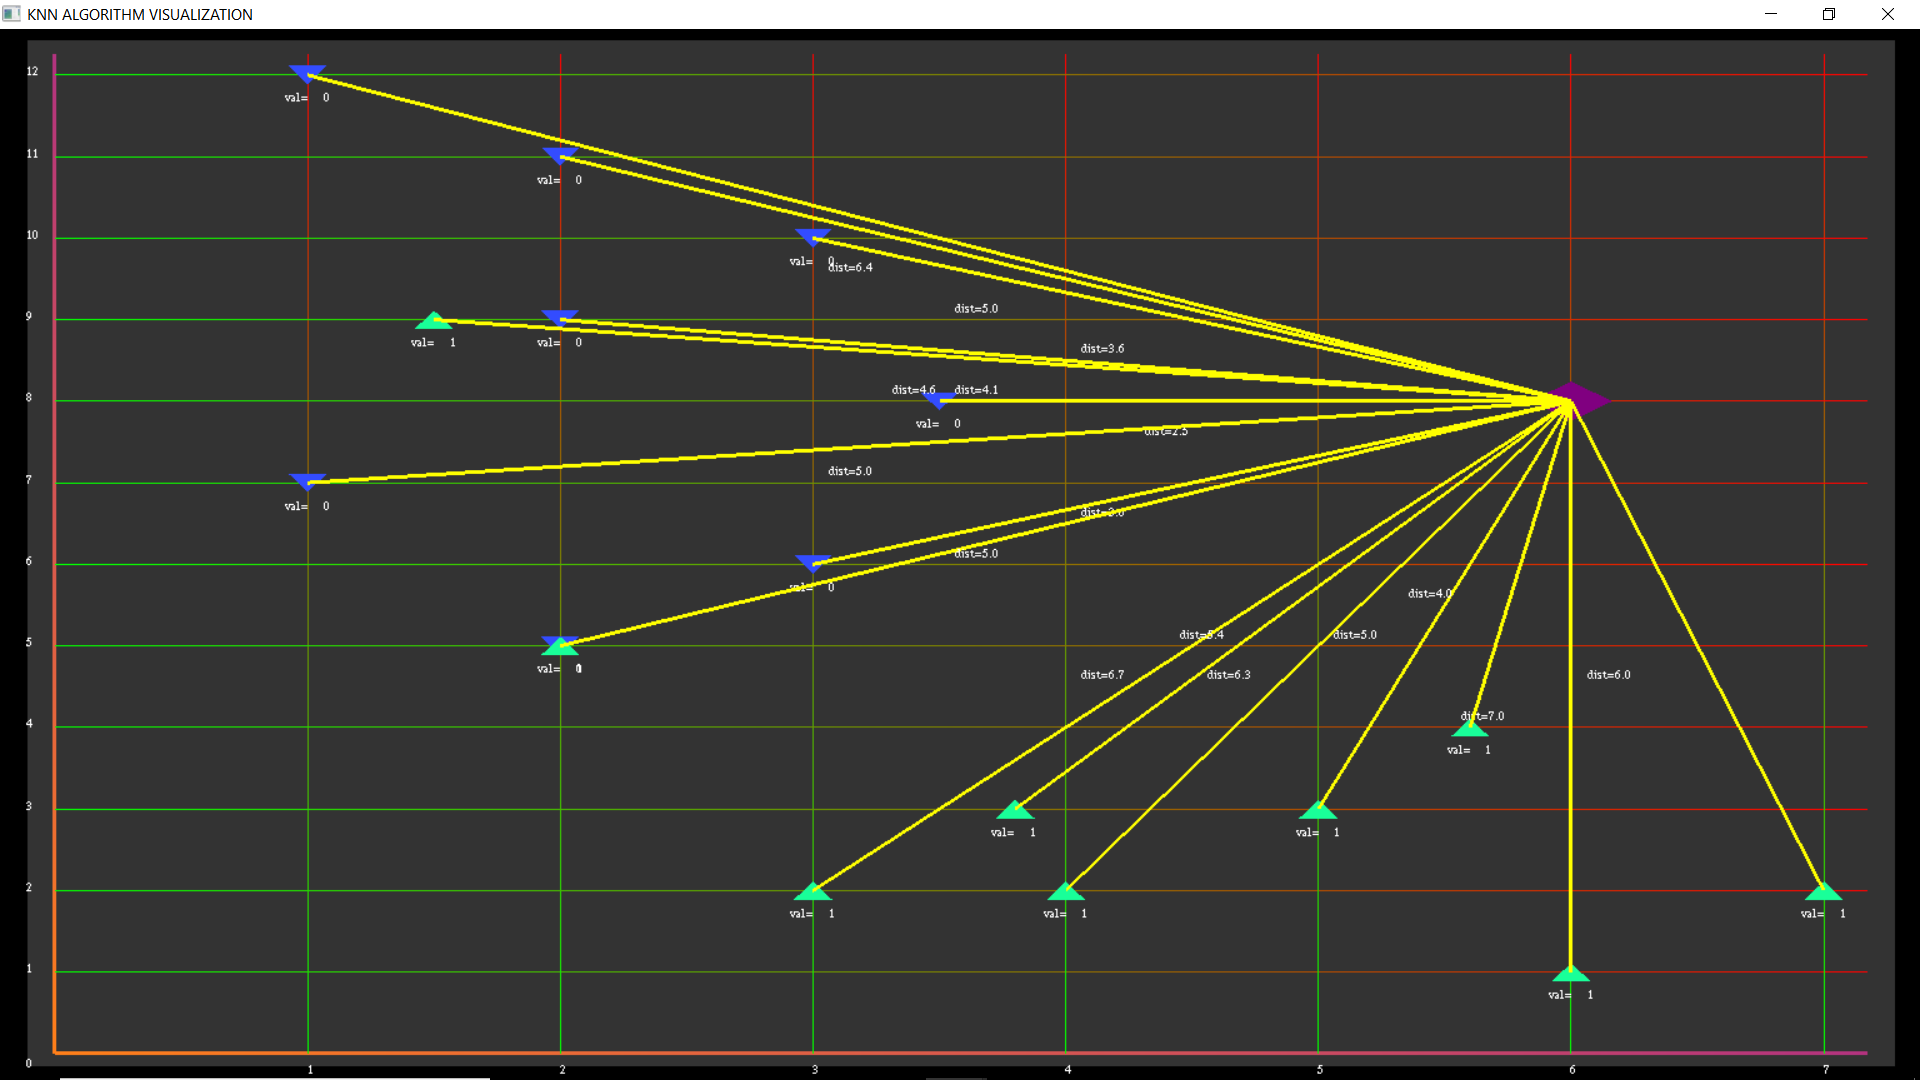 KNN ALGORITHM VISUALIZATION
12
val= 0
11
val= 0
10
val= 0
dist=6.4
dist=5.0
9
val= 1
val= 0
dist=3.6
8
dist=4.6
dist=4.1
val= 0
dist=2.5
dist=5.0
7
val= 0
dist=3.6
6
dist=5.0
val= 0
dist=4.0
5
dist=5.4
dist=5.0
val=
dist=6.7
dist=6.3
dist=6.0
4
dist=7.0
val= 1
3
val= 1
val= 1
2
val= 1
val= 1
val= 1
1
val= 1
0
1
2
3
4
5
6
7